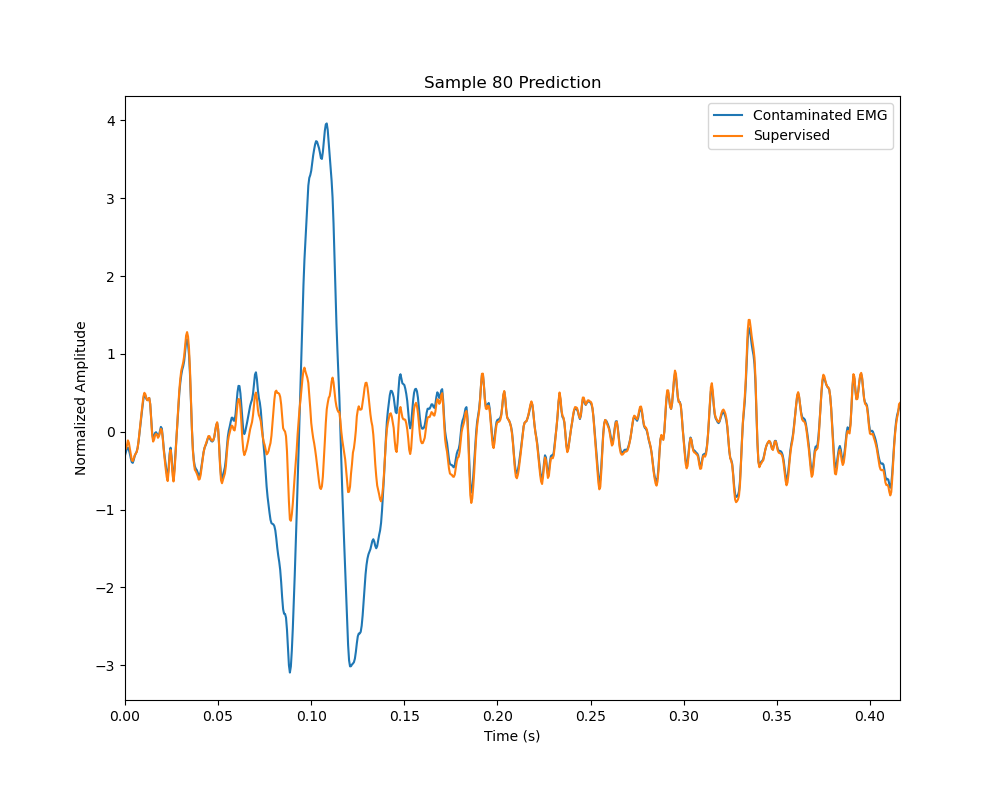 Sample 80 Prediction
Contaminated EMG
Supervised
Normalized Amplitude
4
3
2
1
0
−1
−2
−3
0.00 0.05 0.10 0.15 0.20 0.25 0.30 0.35 0.40
Time (s)